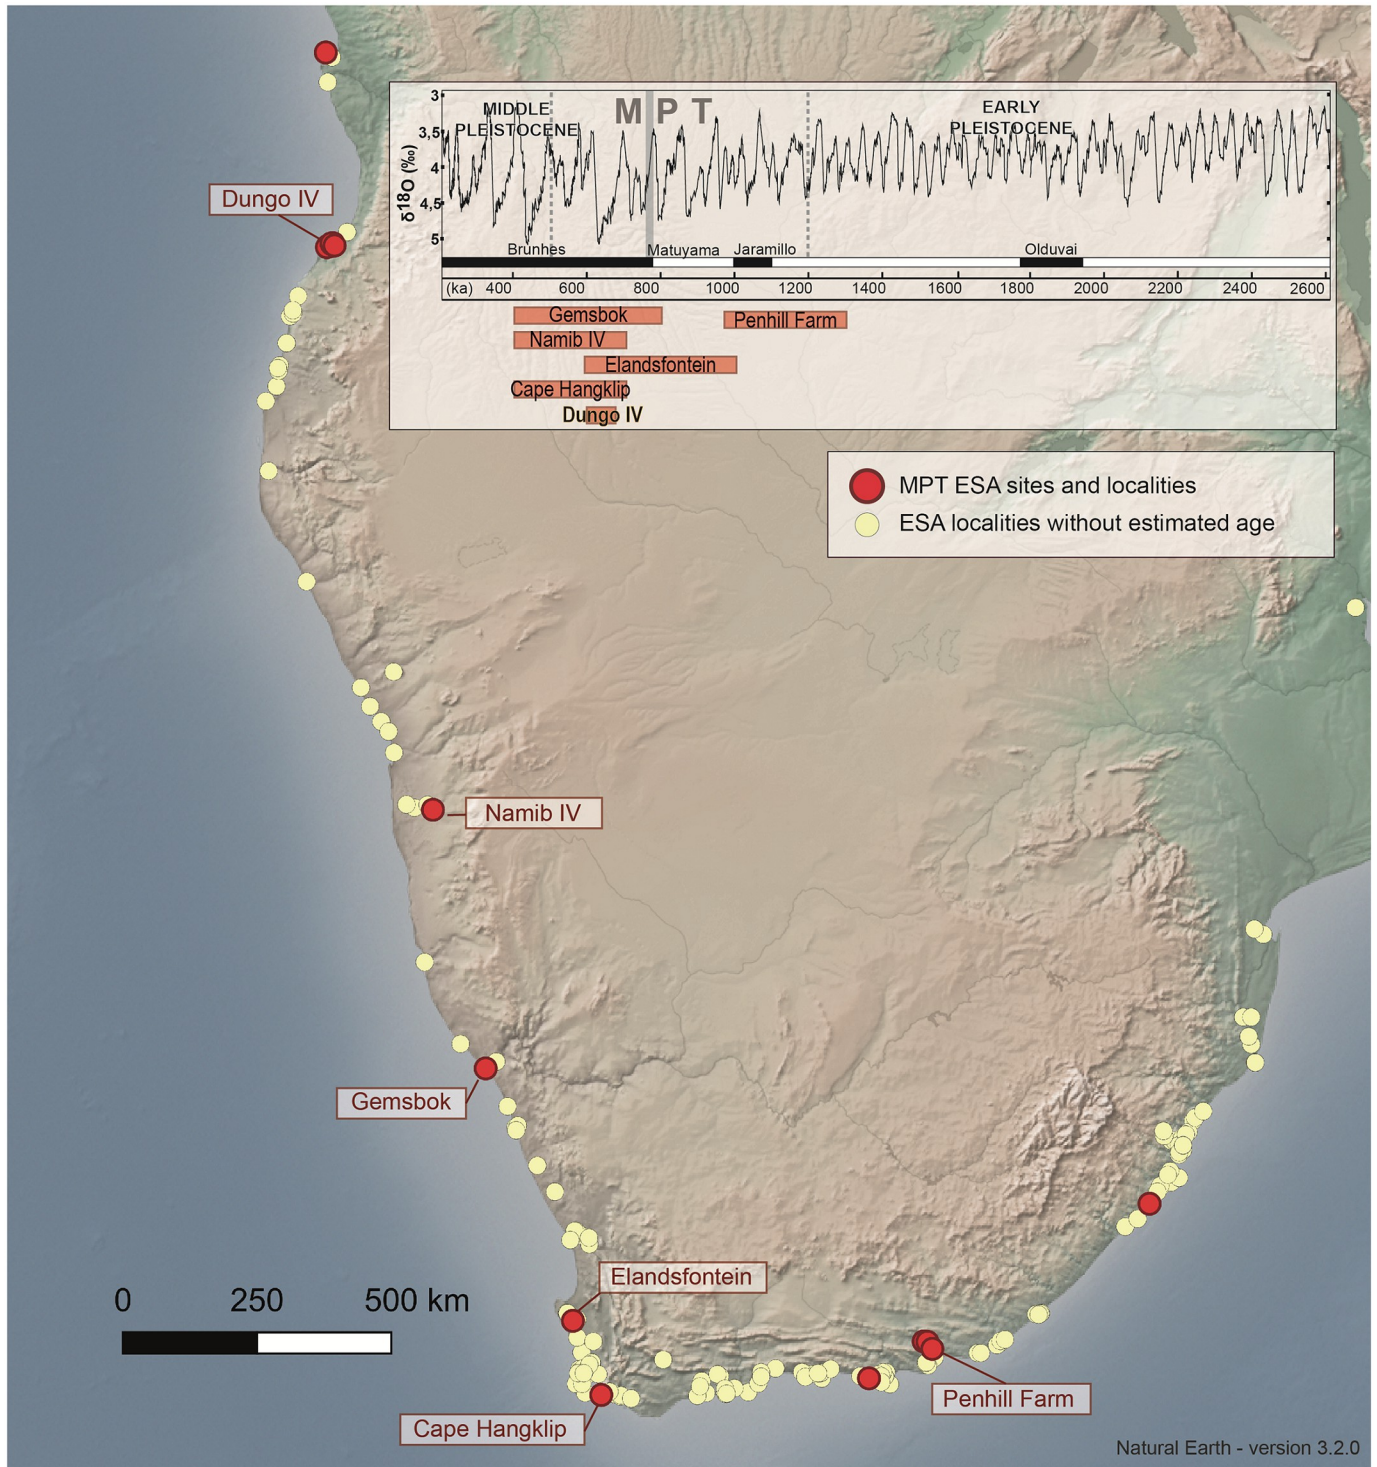 MIDDLE
PLEISTOCENE
M P T
EARLY
PLEISTOCENE
3
3,5
4
4,5
5
δ18O (‰)
Brunhes
Matuyama
Jaramillo
Olduvai
(ka) 400 600 800 1000 1200 1400 1600 1800 2000 2200 2400 2600
Gemsbok
Penhill Farm
Namib IV
Elandsfontein
Cape Hangklip
Dungo IV
MPT ESA sites and localities
ESA localities without estimated age
Dungo IV
Namib IV
Gemsbok
Elandsfontein
0 250 500 km
Penhill Farm
Cape Hangklip
Natural Earth - version 3.2.0